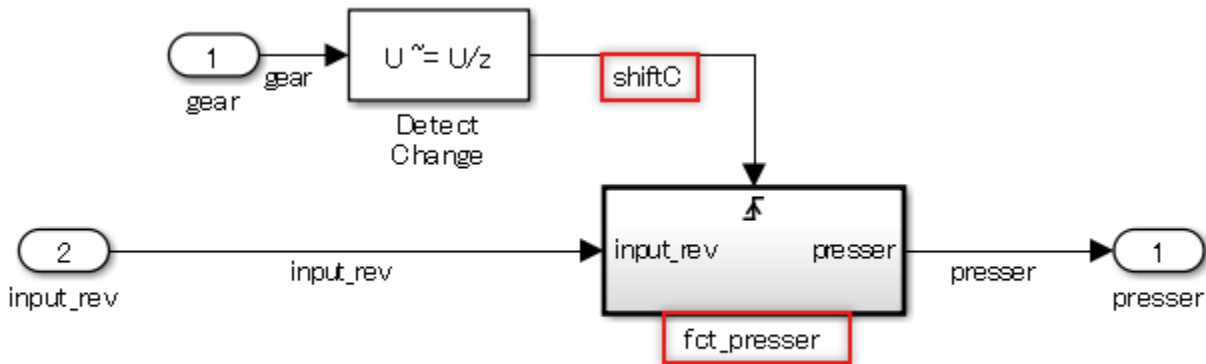 1
gear
gear
U ~= U/z
Detect
Change
shiftC
2
input_rev
input_rev
input_rev
presser
fct_presser
presser
1
presser